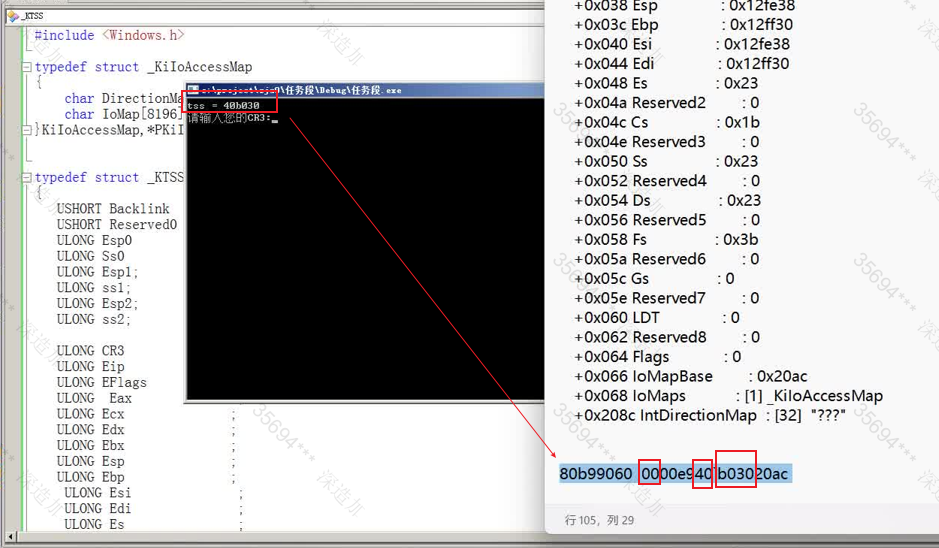 _KTSS
#include <Windows.h>
typedef struct _KiIoAccessMap
{
char DirectionMa
char IoMap[8196]
}KiIoAccessMap,*PKiI
typedef struct _KTSS
{
USHORT Backlink
USHORT Reserved0
ULONG Esp0
ULONG Ss0
ULONG Esp1;
ULONG ss1;
ULONG Esp2;
ULONG ss2;
ULONG CR3
ULONG Eip
ULONG EFlags
ULONG Eax
ULONG Ecx ;
ULONG Edx ;
ULONG Ebx ;
ULONG Esp ;
ULONG Ebp ;
ULONG Esi ;
ULONG Edi ;
ULONG Es ;
任务段\Debug\任务段.exe
tss = 40b030
请输入您的CR3:_
+0x038 Esp : 0x12fe38
+0x03c Ebp : 0x12ff30
+0x040 Esi : 0x12fe38
+0x044 Edi : 0x12ff30
+0x048 Es : 0x23
+0x04a Reserved2 : 0
+0x04c Cs : 0x1b
+0x04e Reserved3 : 0
+0x050 Ss : 0x23
+0x052 Reserved4 : 0
+0x054 Ds : 0x23
+0x056 Reserved5 : 0
+0x058 Fs : 0x3b
+0x05a Reserved6 : 0
+0x05c Gs : 0
+0x05e Reserved7 : 0
+0x060 LDT : 0
+0x062 Reserved8 : 0
+0x064 Flags : 0
+0x066 IoMapBase : 0x20ac
+0x068 IoMaps : [1] _KiIoAccessMap
+0x208c IntDirectionMap : [32] "???"
80b99060 0000e940`b03020ac
行 105，列 29
35694***
深造加